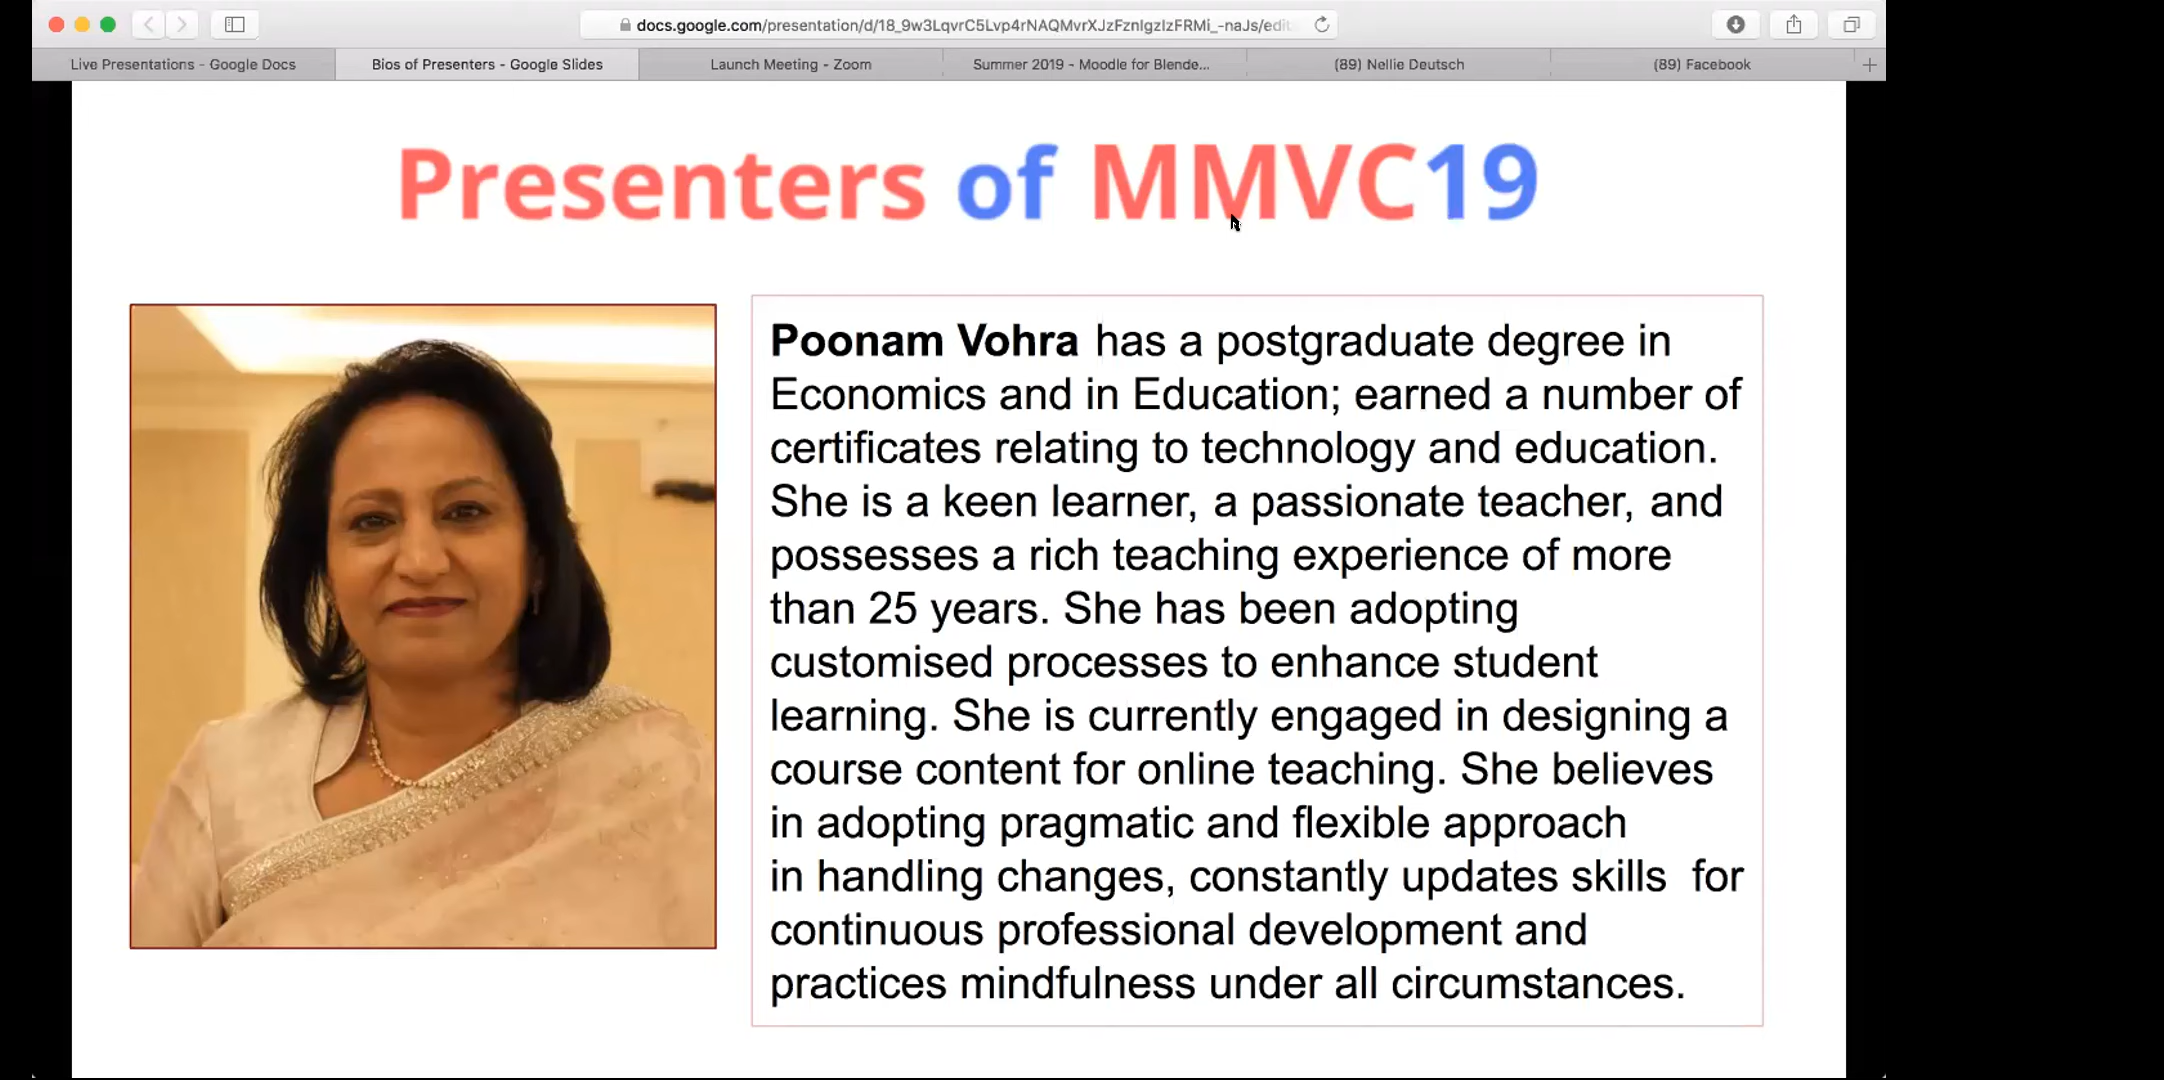 docs.google.com/presentation/d/18_9w3LqvrC5Lvp4rNAQMvrXJzFznIgzIzFRMi_-naJs/edit
Live Presentations - Google Docs
Bios of Presenters - Google Slides
Launch Meeting - Zoom
Summer 2019 - Moodle for Blende...
(89) Nellie Deutsch
(89) Facebook
Presenters of MMVC19
Poonam Vohra has a postgraduate degree in
Economics and in Education; earned a number of
certificates relating to technology and education.
She is a keen learner, a passionate teacher, and
possesses a rich teaching experience of more
than 25 years. She has been adopting
customised processes to enhance student
learning. She is currently engaged in designing a
course content for online teaching. She believes
in adopting pragmatic and flexible approach
in handling changes, constantly updates skills  for
continuous professional development and
practices mindfulness under all circumstances.